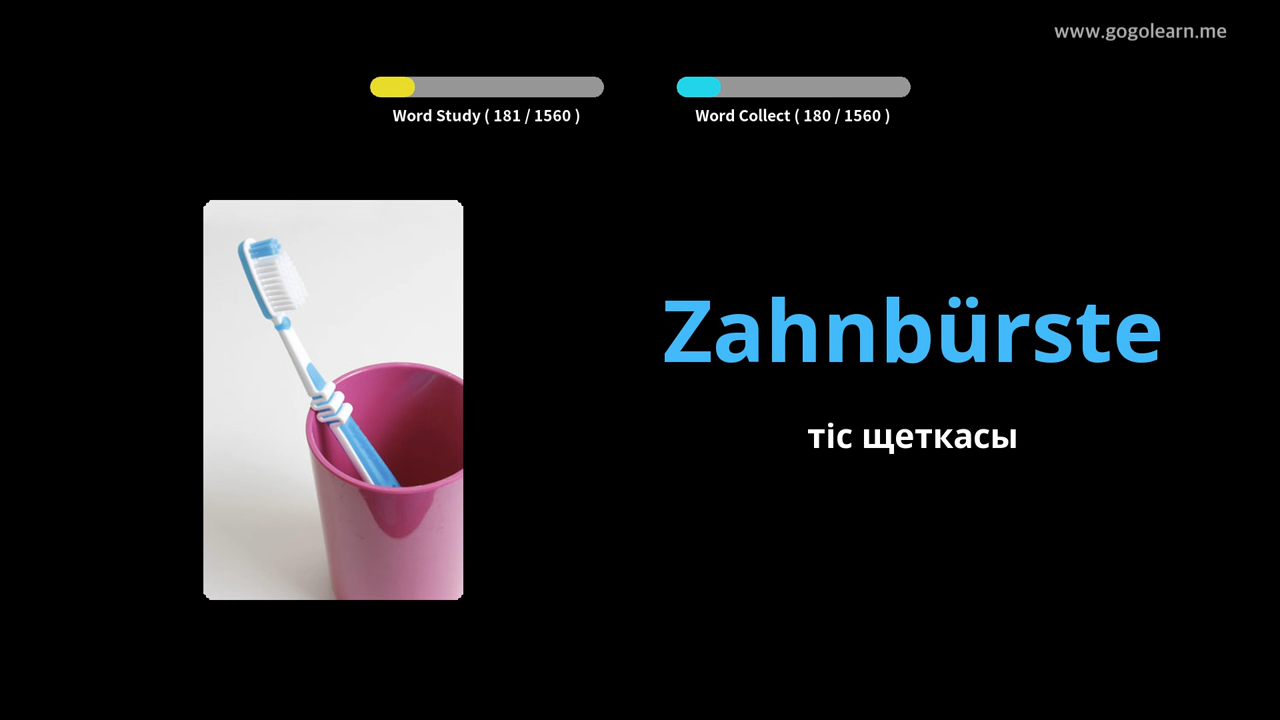 www.gogolearn.me
Word Study ( 181 / 1560 )
Word Collect ( 180 / 1560 )
Zahnbürste
тіс щеткасы